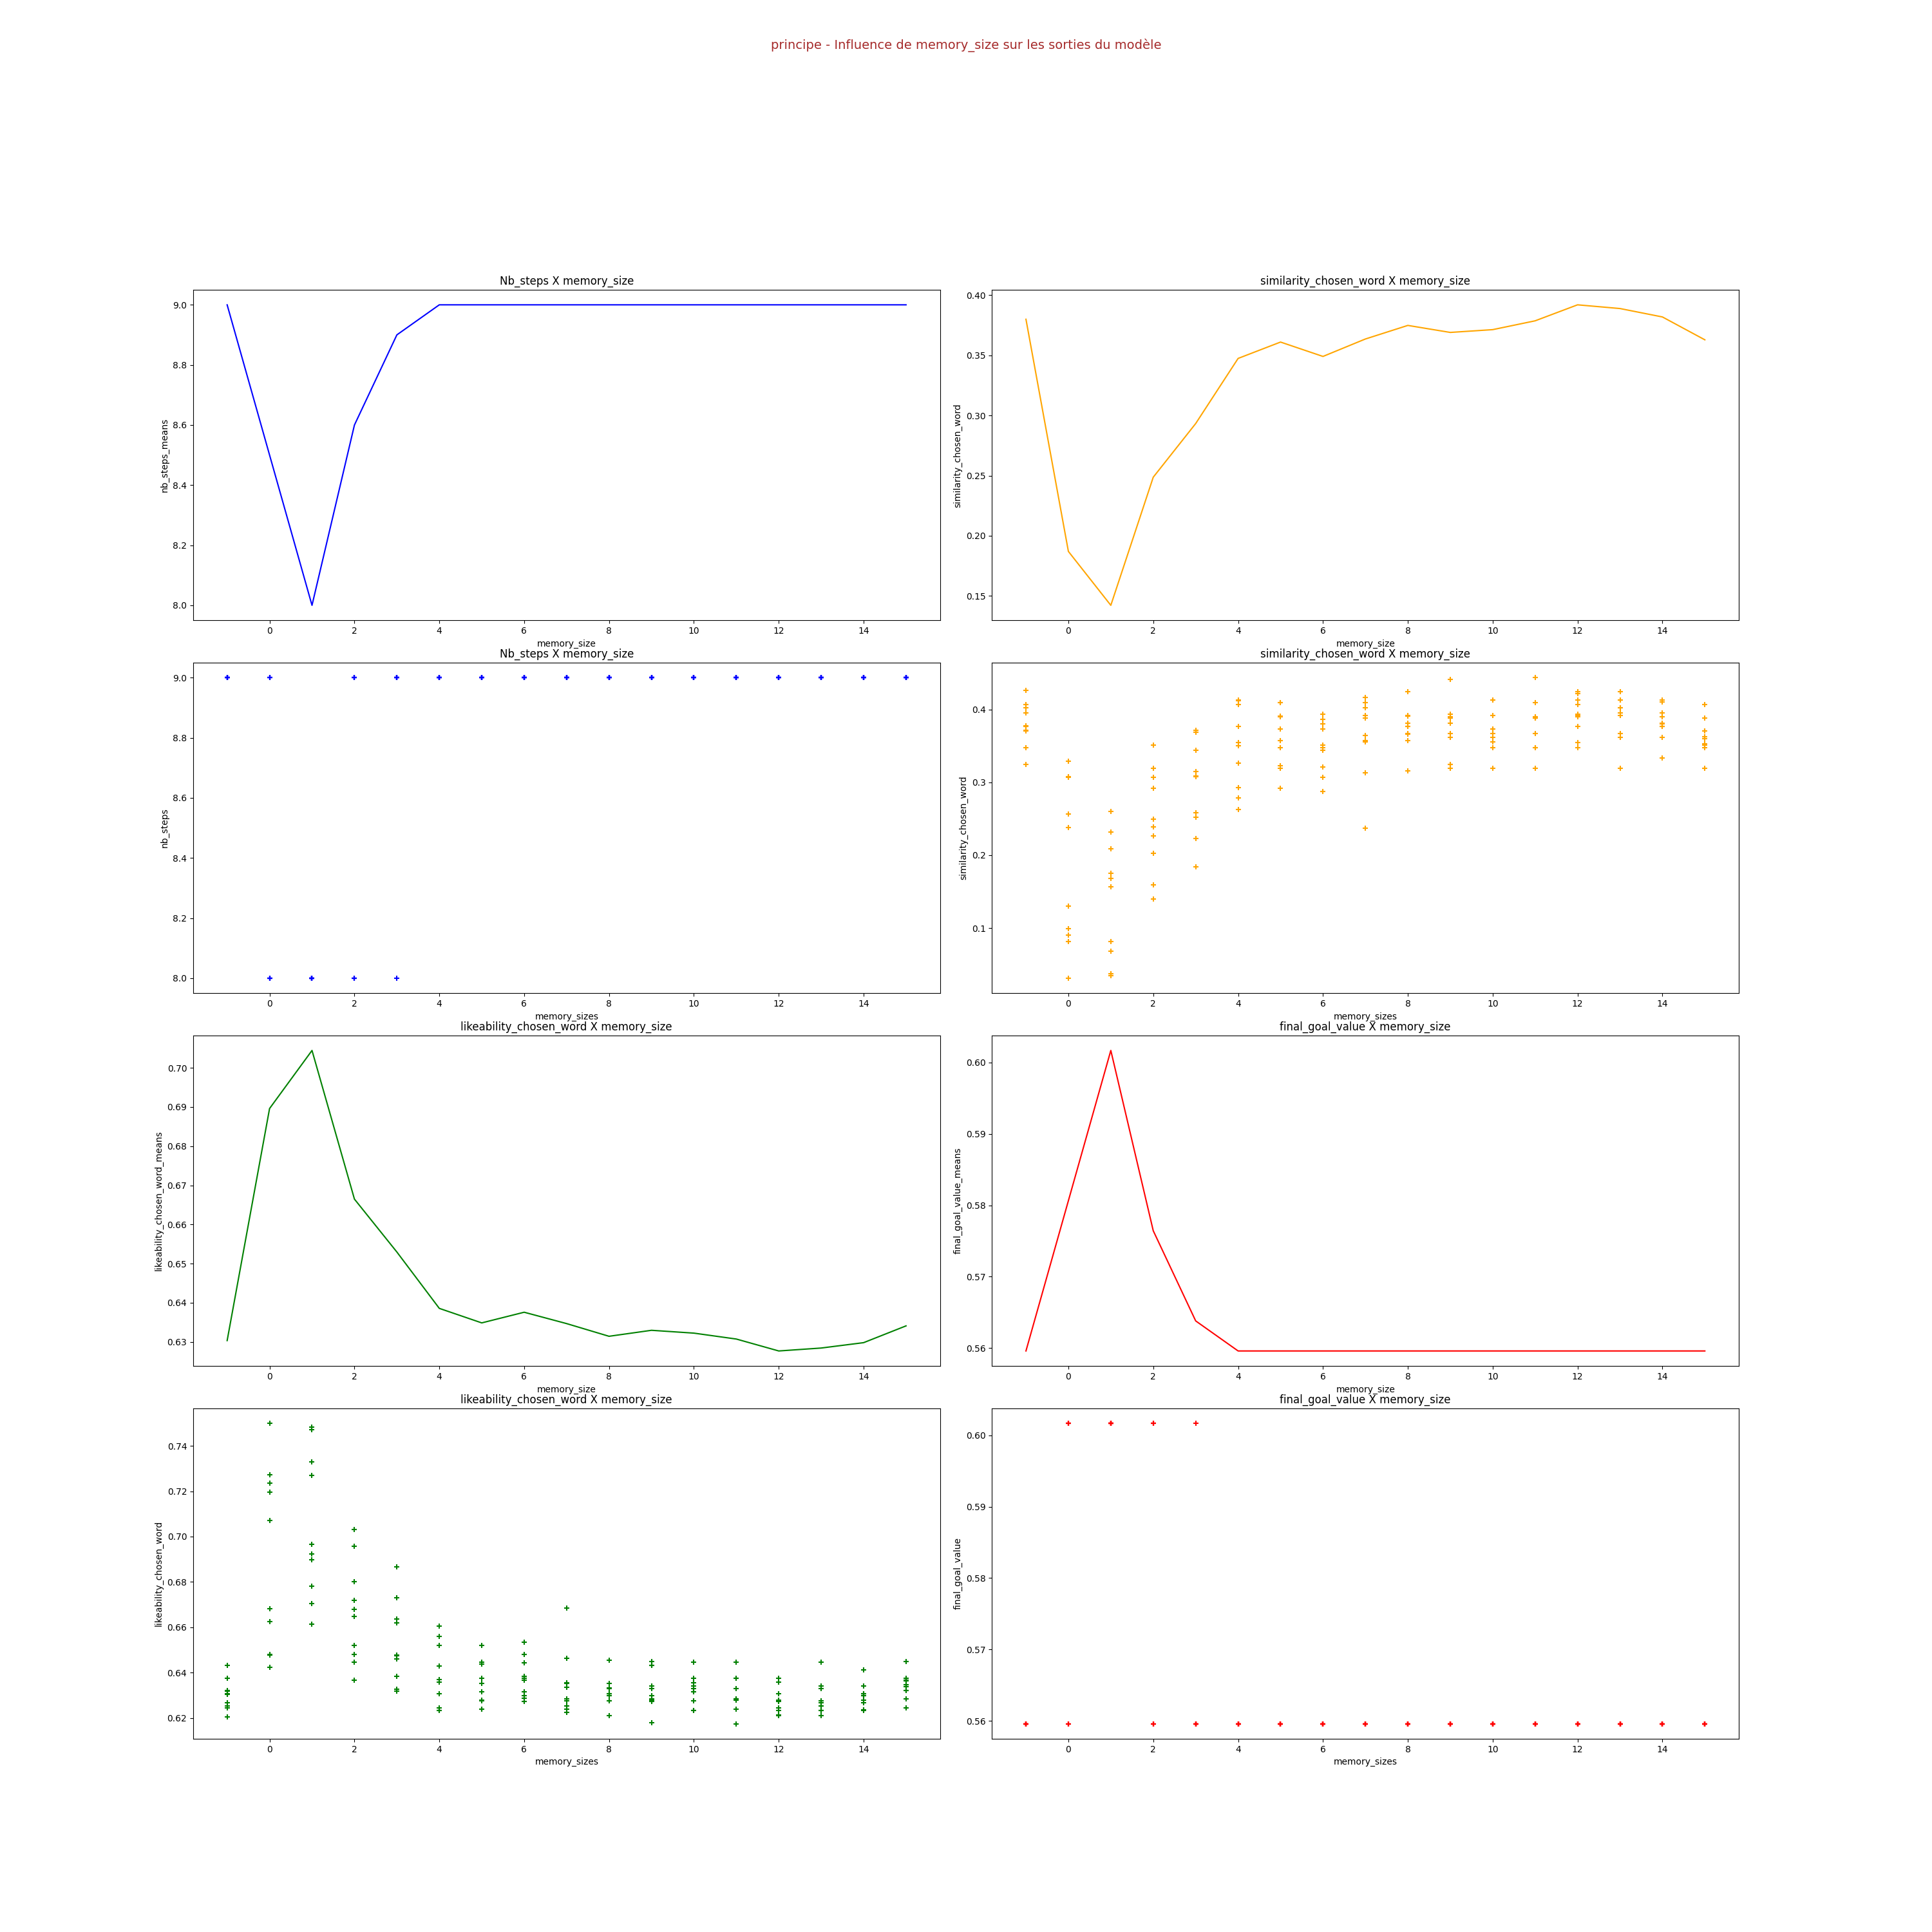 principe - Influence de memory_size sur les sorties du modèle
Nb_steps X memory_size
nb_steps_means
9.0
8.8
8.6
8.4
8.2
8.0
0 2 4 6 8 10 12 14
memory_size
similarity_chosen_word X memory_size
similarity_chosen_word
0.40
0.35
0.30
0.25
0.20
0.15
0 2 4 6 8 10 12 14
memory_size
Nb_steps X memory_size
nb_steps
9.0
8.8
8.6
8.4
8.2
8.0
0 2 4 6 8 10 12 14
memory_sizes
similarity_chosen_word X memory_size
similarity_chosen_word
0.4
0.3
0.2
0.1
0 2 4 6 8 10 12 14
memory_sizes
likeability_chosen_word X memory_size
likeability_chosen_word_means
0.70
0.69
0.68
0.67
0.66
0.65
0.64
0.63
0 2 4 6 8 10 12 14
memory_size
final_goal_value X memory_size
final_goal_value_means
0.60
0.59
0.58
0.57
0.56
0 2 4 6 8 10 12 14
memory_size
likeability_chosen_word X memory_size
likeability_chosen_word
0.74
0.72
0.70
0.68
0.66
0.64
0.62
0 2 4 6 8 10 12 14
memory_sizes
final_goal_value X memory_size
final_goal_value
0.60
0.59
0.58
0.57
0.56
0 2 4 6 8 10 12 14
memory_sizes